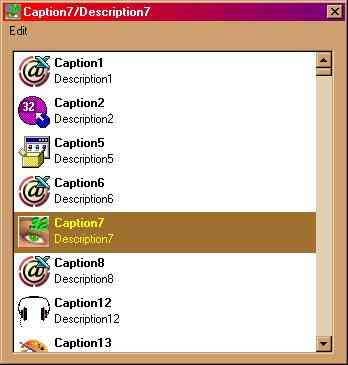 Caption7/Description7
Edit
Caption1
Description1
32
Caption2
Description2
Caption5
Description5
Caption6
Description6
32
Caption7
Description7
Caption8
Description8
Caption12
Description12
Caption13